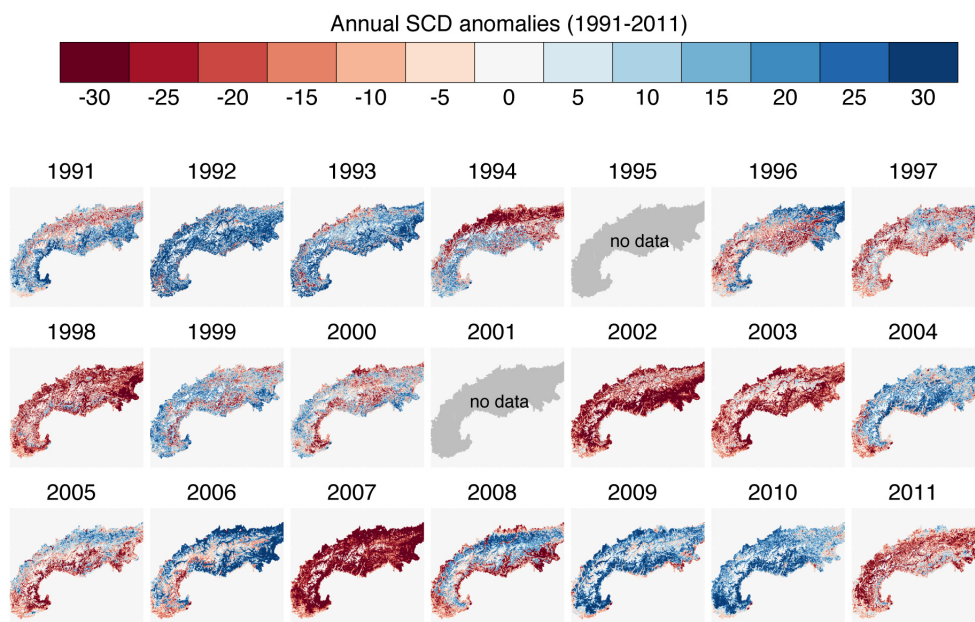 Annual SCD anomalies (1991-2011)
-30 -25 -20 -15 -10 -5 0 5 10 15 20 25 30
1991 1992 1993 1994 1995 1996 1997
no data
1998 1999 2000 2001 2002 2003 2004
no data
2005 2006 2007 2008 2009 2010 2011